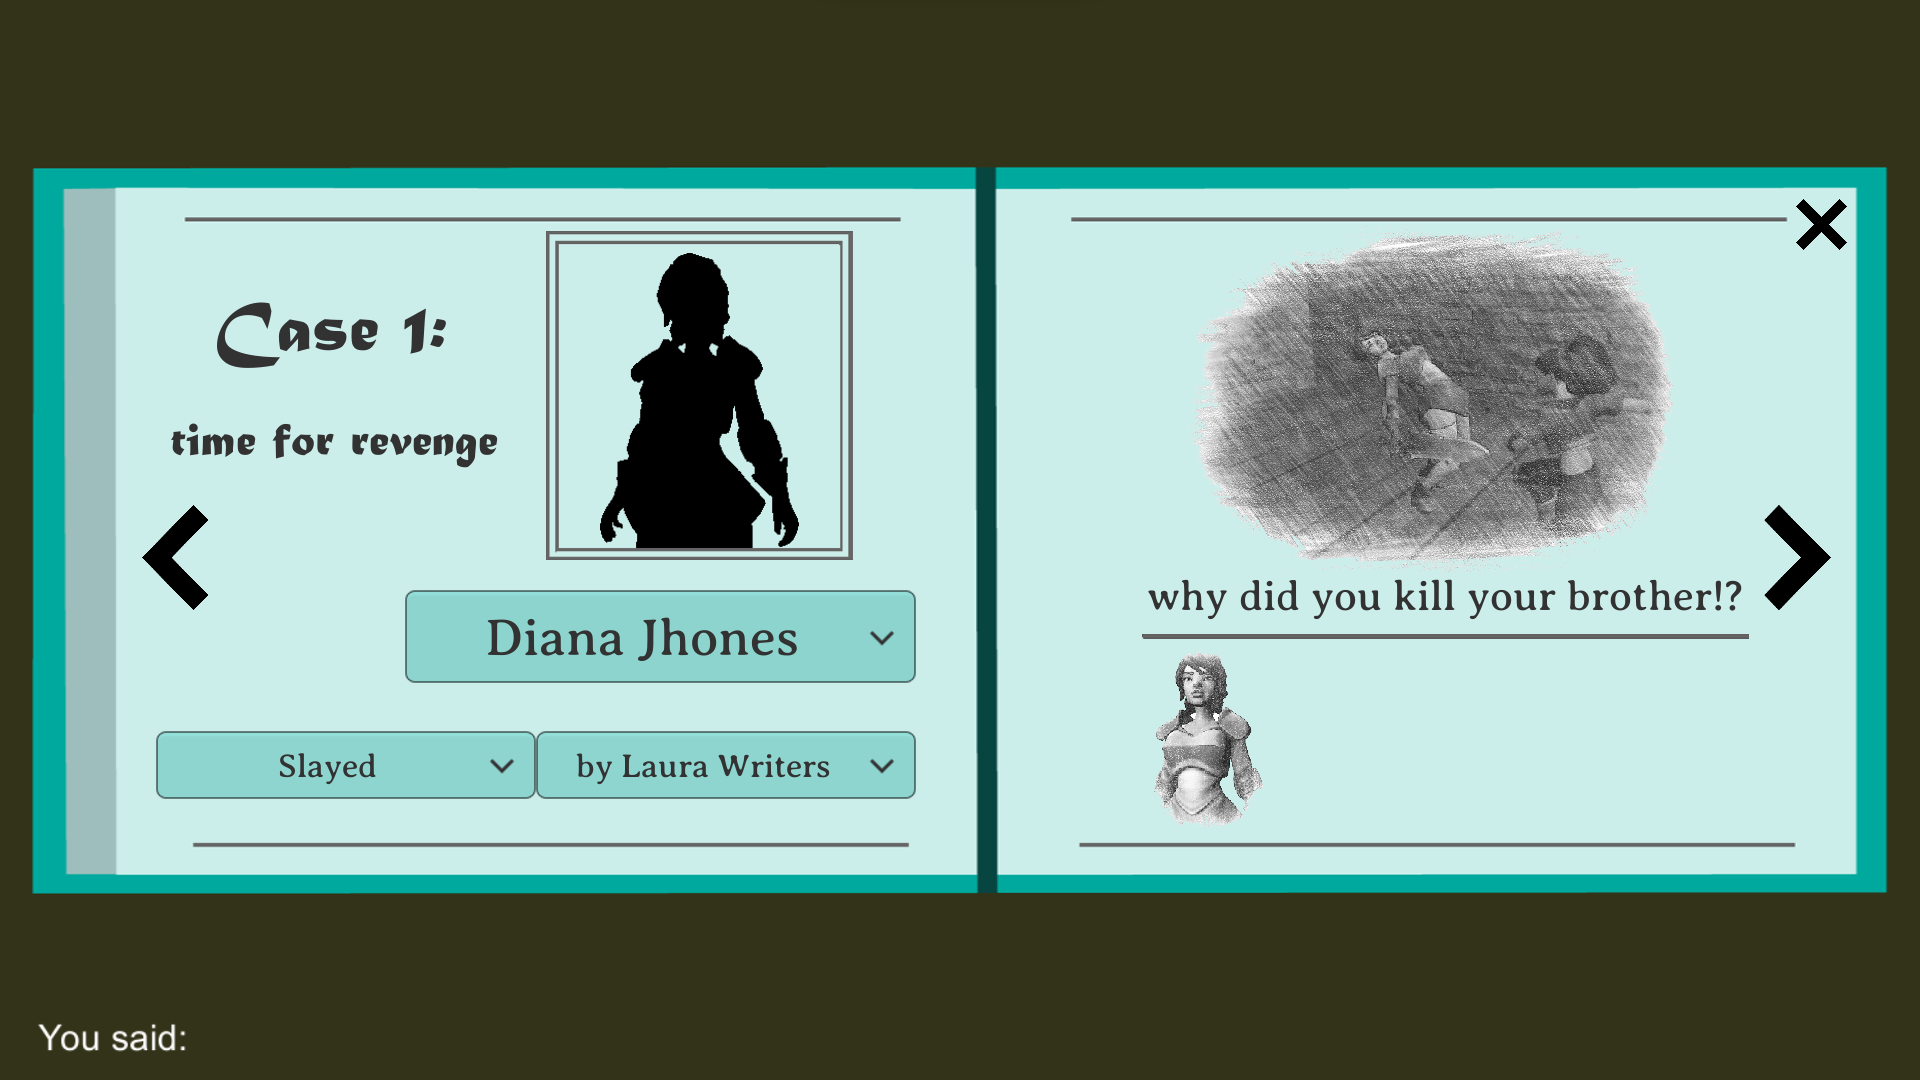 Case 1:
time for revenge
Diana Jhones
Slayed
by Laura Writers
why did you kill your brother!?
You said: